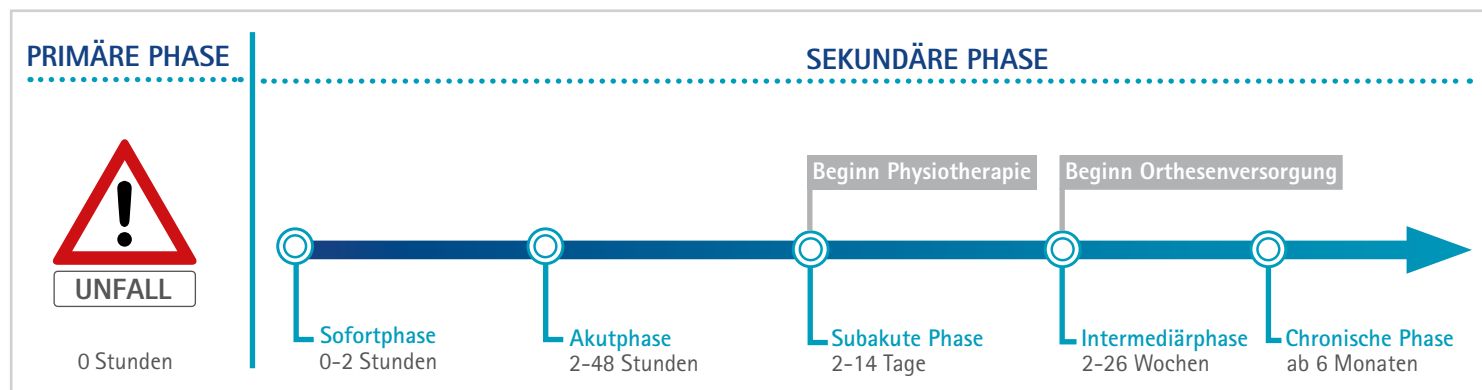 PRIMÄRE PHASE
SEKUNDÄRE PHASE
!
UNFALL
0 Stunden
Beginn Physiotherapie
Beginn Orthesenversorgung
Sofortphase
0-2 Stunden
Akutphase
2-48 Stunden
Subakute Phase
2-14 Tage
Intermediärphase
2-26 Wochen
Chronische Phase
ab 6 Monaten